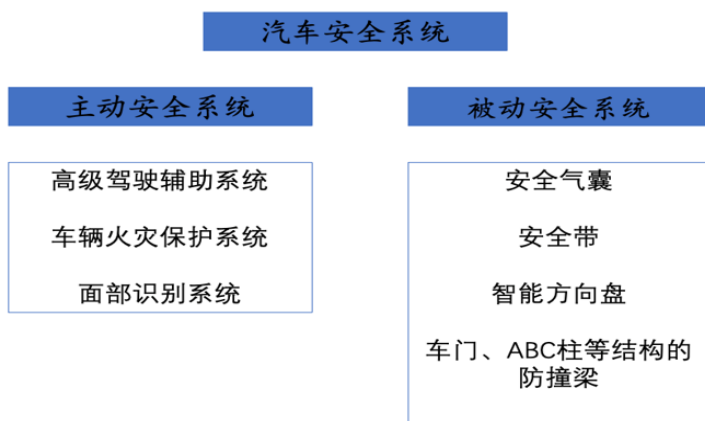 汽车安全系统
主动安全系统
高级驾驶辅助系统
车辆火灾保护系统
面部识别系统
被动安全系统
安全气囊
安全带
智能方向盘
车门、ABC柱等结构的
防撞梁